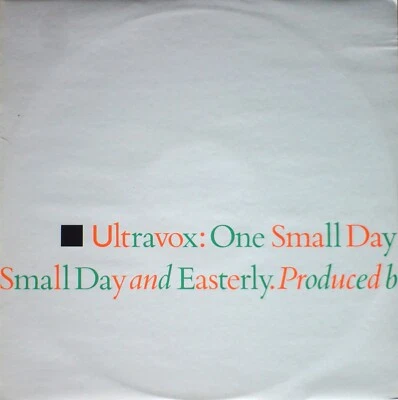 Ultravox: One Small Day
Small Day and Easterly. Produced b